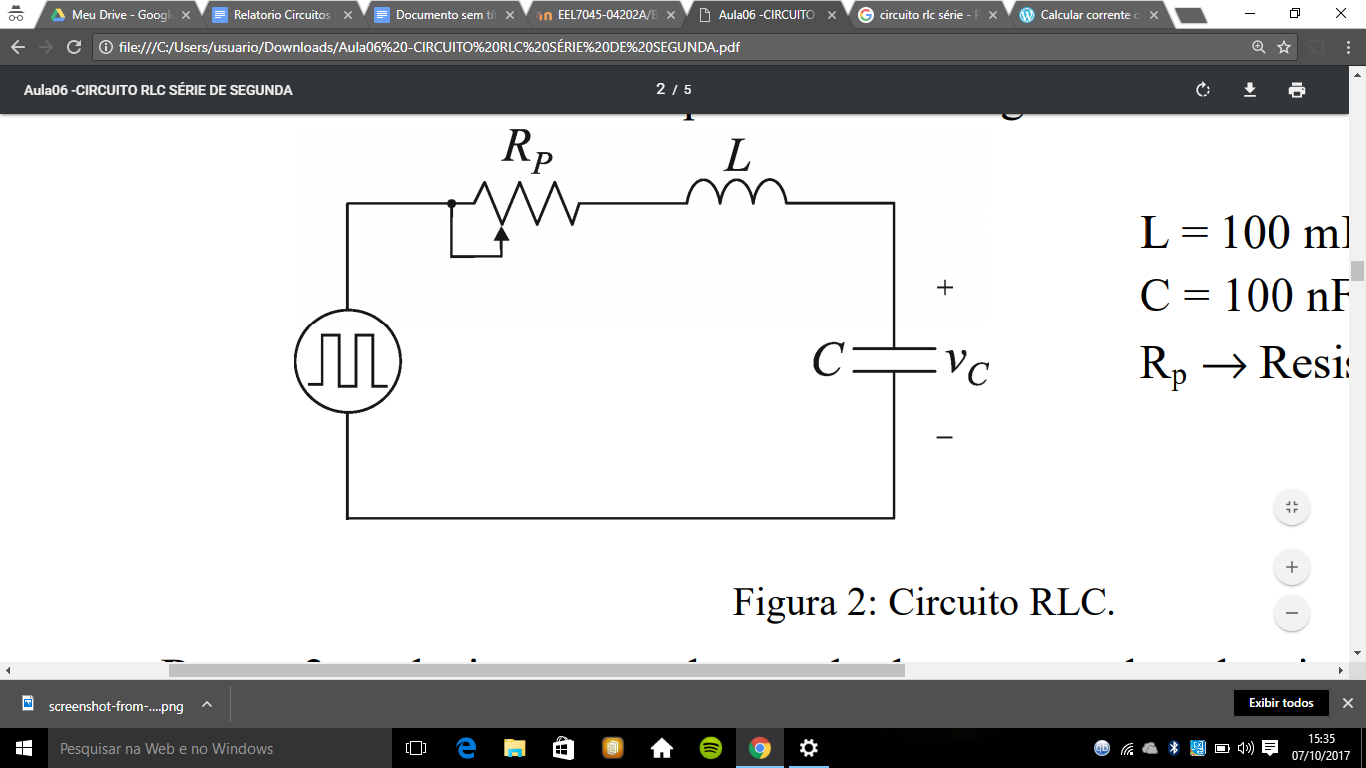 Meu Drive - Googl
Relatorio Circuitos
Documento sem tí
EEL7045-04202A/E
Aula06 -CIRCUITO
circuito rlc série - P
Calcular corrente c
file:///C:/Users/usuario/Downloads/Aula06%20-CIRCUITO%20RLC%20SÉRIE%20DE%20SEGUNDA.pdf
Aula06 -CIRCUITO RLC SÉRIE DE SEGUNDA
2 / 5
R_P
L
L = 100 m
+
C = 100 nF
C
v_C
R_p → Resis
−
Figura 2: Circuito RLC.
screenshot-from-....png
Exibir todos
Pesquisar na Web e no Windows
15:35
07/10/2017